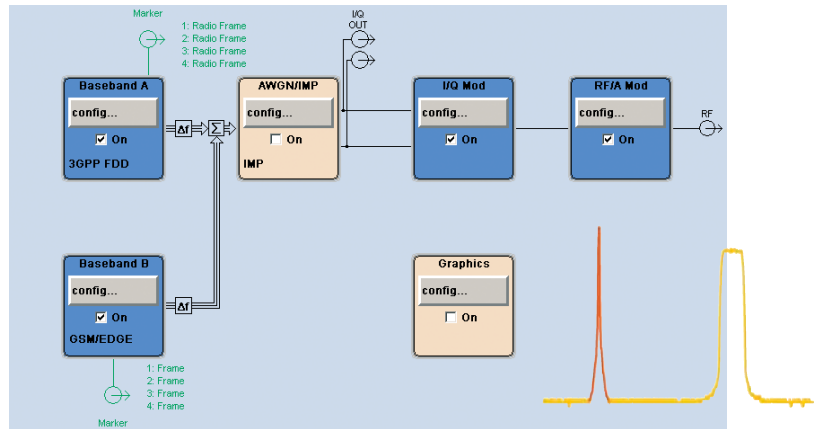 Marker
1: Radio Frame
2: Radio Frame
3: Radio Frame
4: Radio Frame
I/Q
OUT
Baseband A
config...
On
3GPP FDD
Δf
Σ
AWGN/IMP
config...
On
IMP
I/Q Mod
config...
On
RF/A Mod
config...
On
RF
Baseband B
config...
On
GSM/EDGE
Δf
Graphics
config...
On
1: Frame
2: Frame
3: Frame
4: Frame
Marker